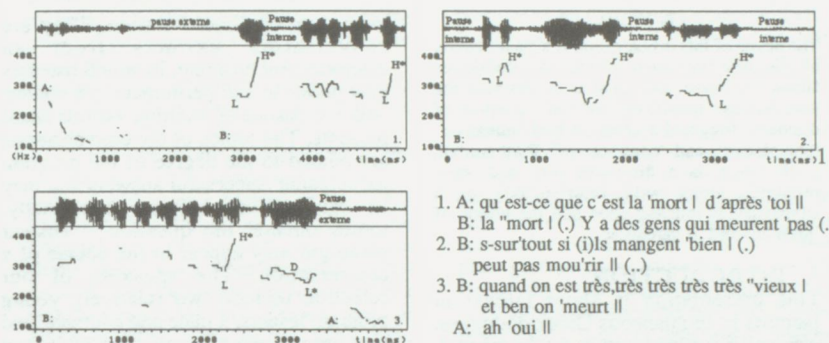 pause externe
Pause
interne
400
300
200
100
(Hz)
A:
B:
L
H*
L
H*
1.
0
1000
2000
3000
4000
time(ms)
Pause
interne
Pause
interne
Pause
interne
400
300
200
100
B:
H*
L
H*
L
H*
2.
0
1000
2000
3000
time(ms)
1
Pause
externe
400
300
200
100
B:
L
H*
D
L*
A:
3.
0
1000
2000
3000
time(ms)
1. A: qu´est-ce que c´est la 'mort | d´après 'toi ||
B: la "mort | (.) Y a des gens qui meurent 'pas (.
2. B: s-sur'tout si (i)ls mangent 'bien | (.)
peut pas mou'rir || (..)
3. B: quand on est très,très très très très "vieux |
et ben on 'meurt ||
A: ah 'oui ||